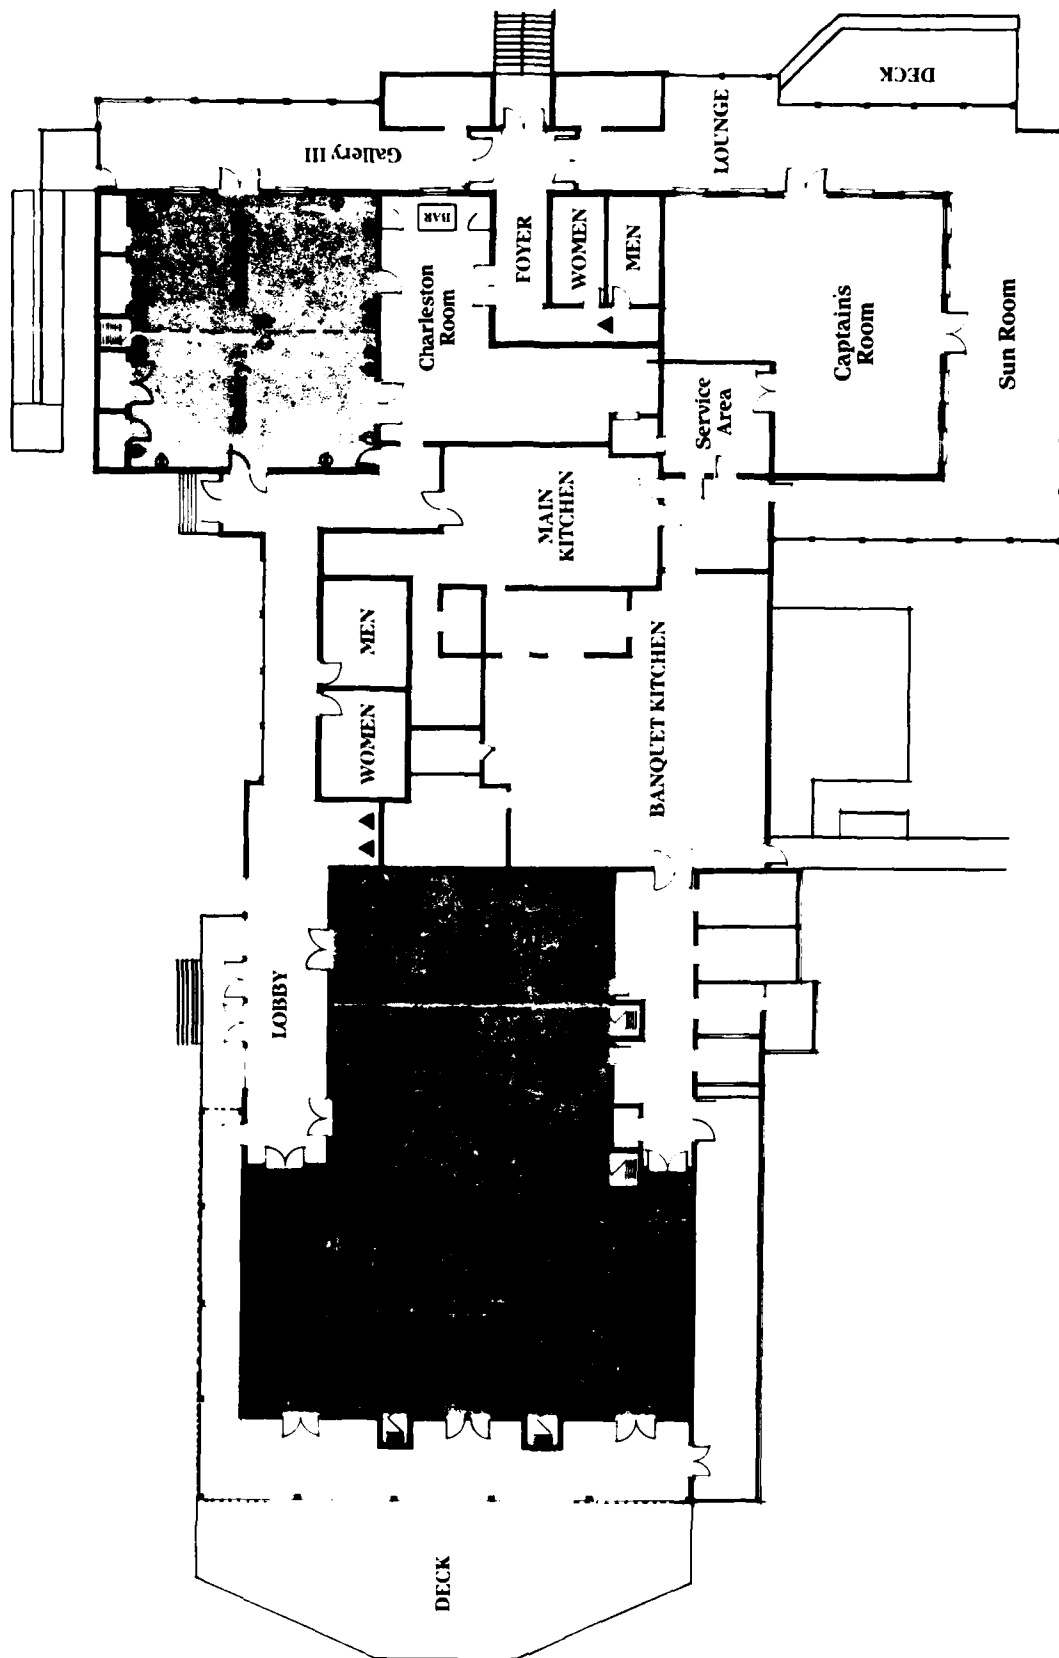 DECK
LOUNGE
Gallery III
BAR
FOYER
WOMEN
MEN
Charleston
Room
Captain's
Room
Sun Room
Service
Area
MAIN
KITCHEN
MEN
WOMEN
BANQUET KITCHEN
LOBBY
DECK